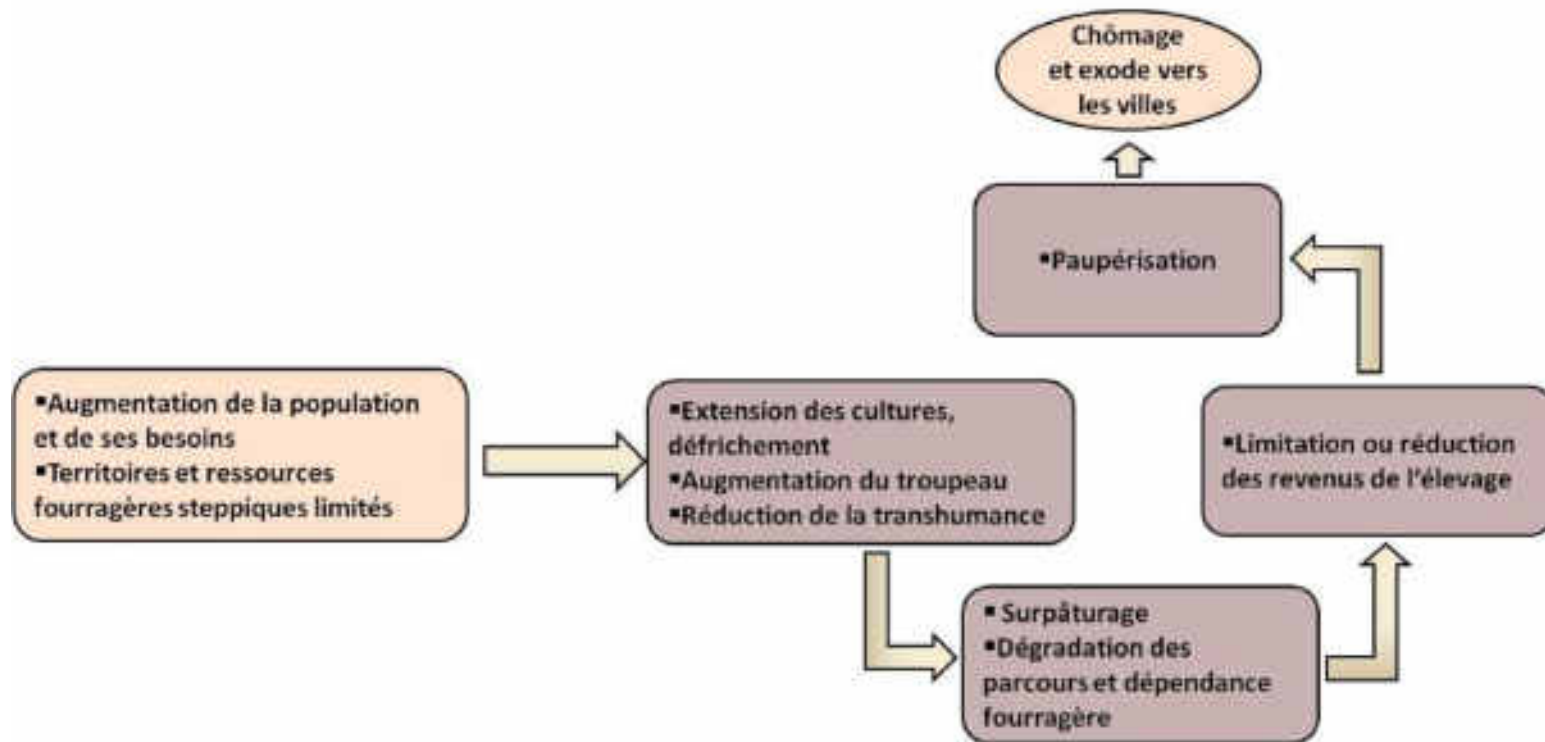 ▪Augmentation de la population
et de ses besoins
▪Territoires et ressources
fourragères steppiques limités
▪Extension des cultures,
défrichement
▪Augmentation du troupeau
▪Réduction de la transhumance
▪ Surpâturage
▪Dégradation des
parcours et dépendance
fourragère
▪Limitation ou réduction
des revenus de l'élevage
▪Paupérisation
Chômage
et exode vers
les villes